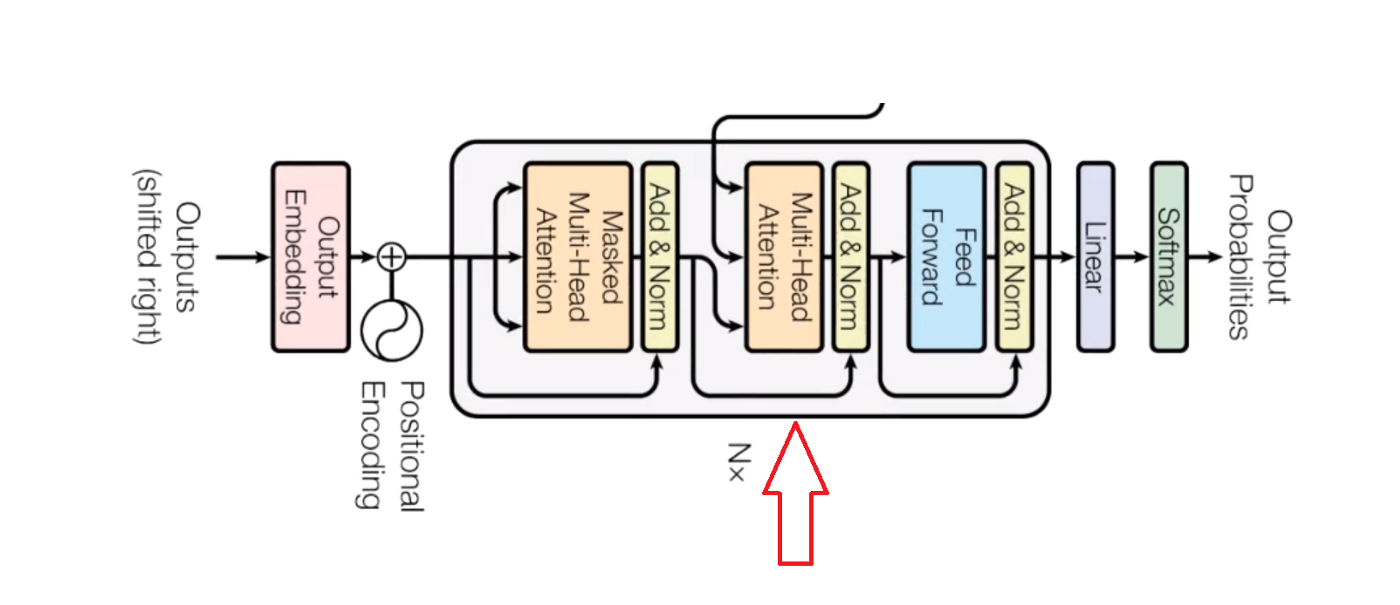 Outputs
(shifted right)
Output
Embedding
Positional
Encoding
Masked
Multi-Head
Attention
Add & Norm
Multi-Head
Attention
Add & Norm
Feed
Forward
Add & Norm
Nx
Linear
Softmax
Output
Probabilities